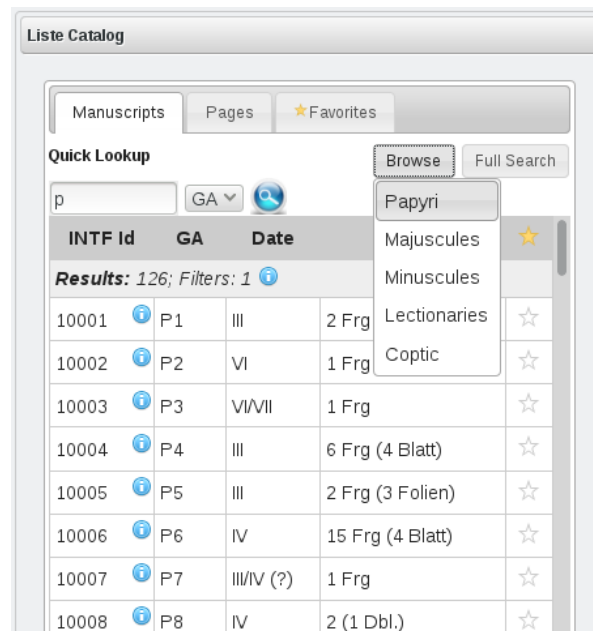 Liste Catalog
Manuscripts Pages Favorites
Quick Lookup Browse Full Search
p GA
Papyri
Majuscules
Minuscules
Lectionaries
Coptic
INTF Id GA Date
Results: 126; Filters: 1
10001 P1 III 2 Frg
10002 P2 VI 1 Frg
10003 P3 VI/VII 1 Frg
10004 P4 III 6 Frg (4 Blatt)
10005 P5 III 2 Frg (3 Folien)
10006 P6 IV 15 Frg (4 Blatt)
10007 P7 III/IV (?) 1 Frg
10008 P8 IV 2 (1 Dbl.)